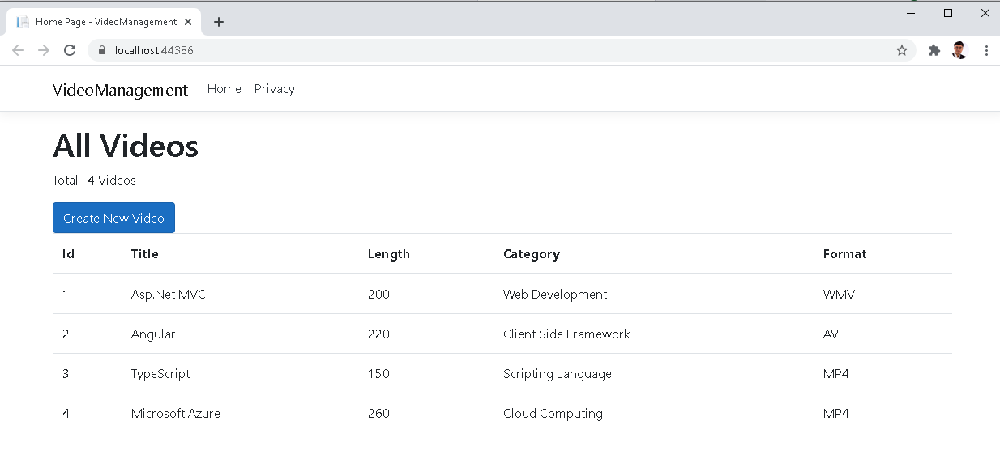 Home Page - VideoManagement
localhost:44386
VideoManagement Home Privacy
All Videos
Total : 4 Videos
Create New Video
Id Title Length Category Format
1 Asp.Net MVC 200 Web Development WMV
2 Angular 220 Client Side Framework AVI
3 TypeScript 150 Scripting Language MP4
4 Microsoft Azure 260 Cloud Computing MP4